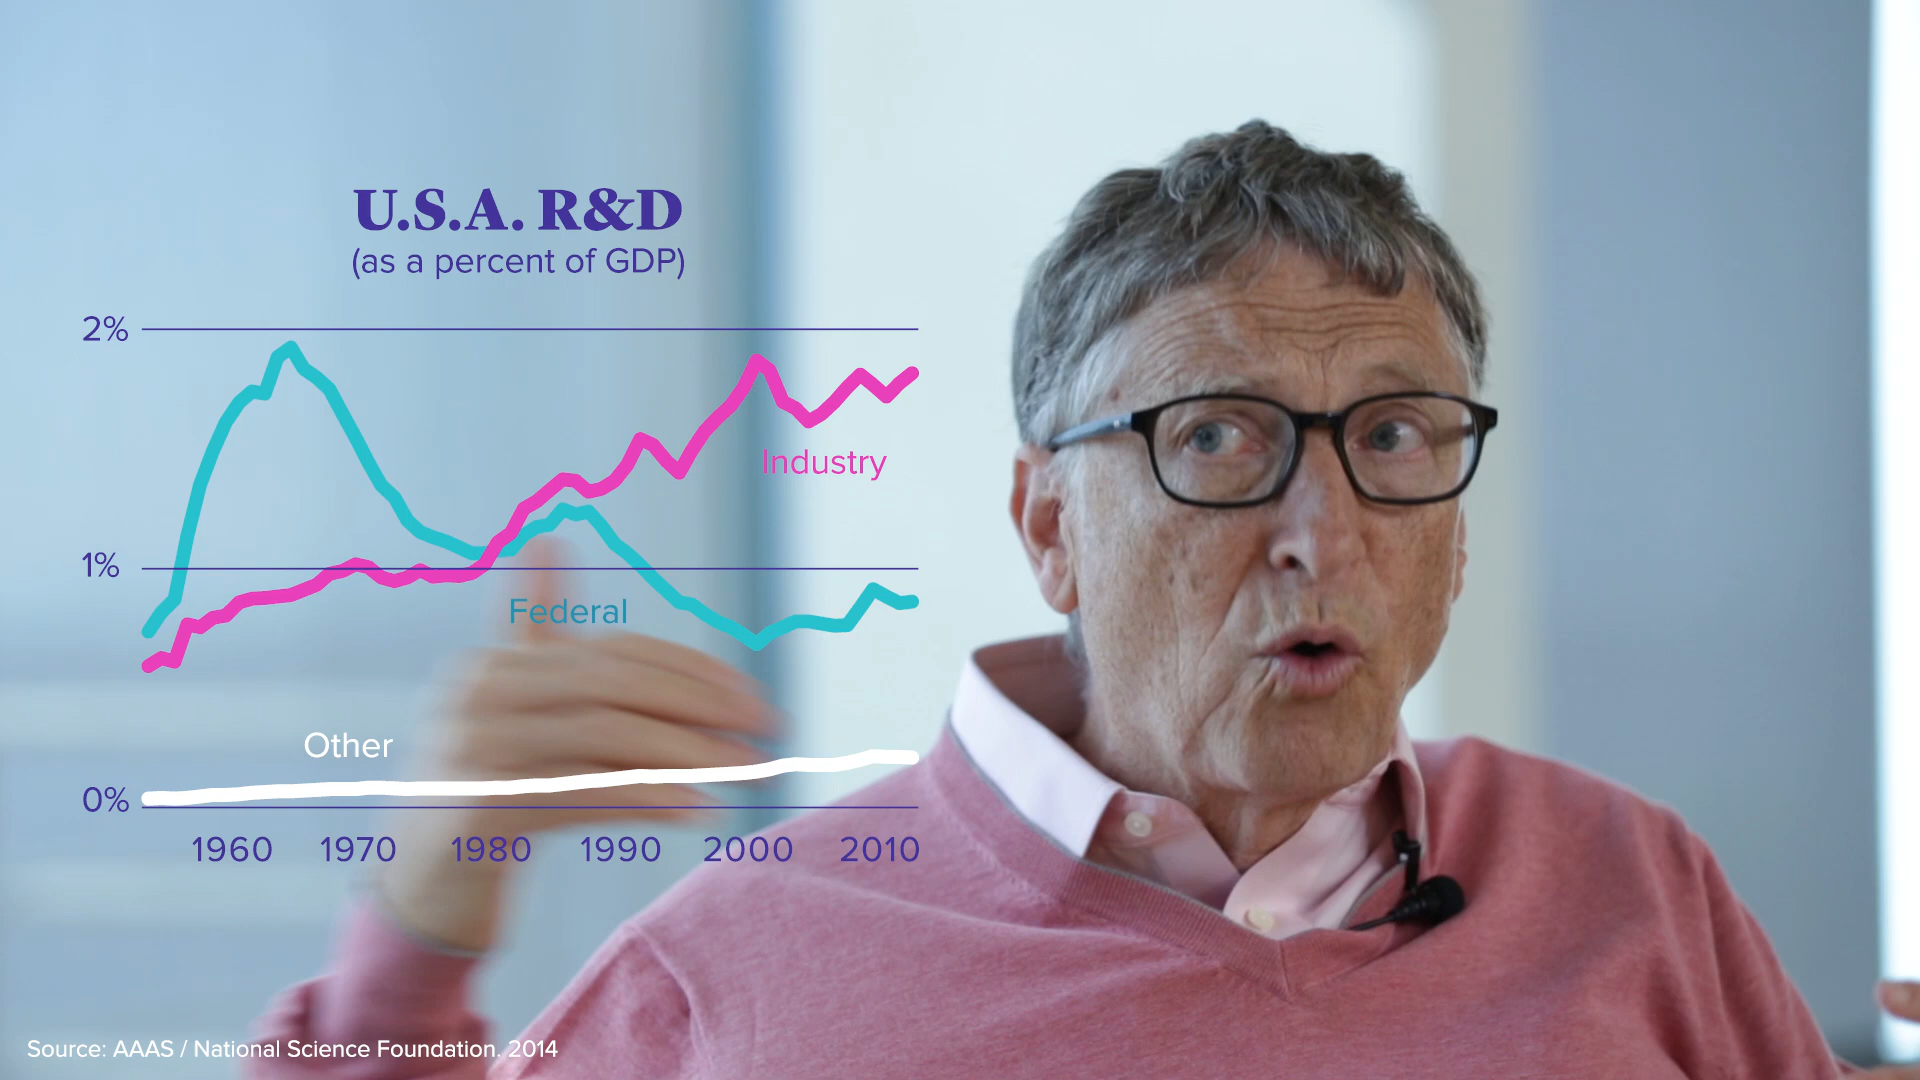 U.S.A. R&D
(as a percent of GDP)
2%
Industry
1%
Federal
Other
0%
1960 1970 1980 1990 2000 2010
Source: AAAS / National Science Foundation. 2014